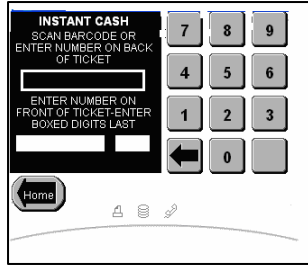 INSTANT CASH
SCAN BARCODE OR
ENTER NUMBER ON BACK
OF TICKET
ENTER NUMBER ON
FRONT OF TICKET-ENTER
BOXED DIGITS LAST
7 8 9
4 5 6
1 2 3
0
Home